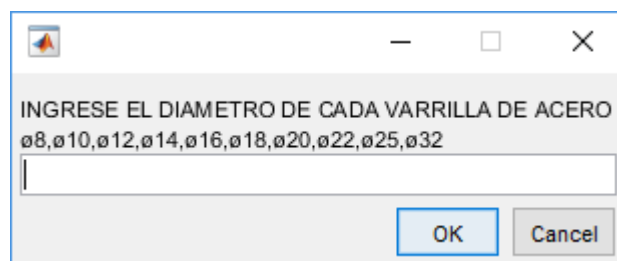 INGRESE EL DIAMETRO DE CADA VARRILLA DE ACERO
ø8,ø10,ø12,ø14,ø16,ø18,ø20,ø22,ø25,ø32
OK Cancel